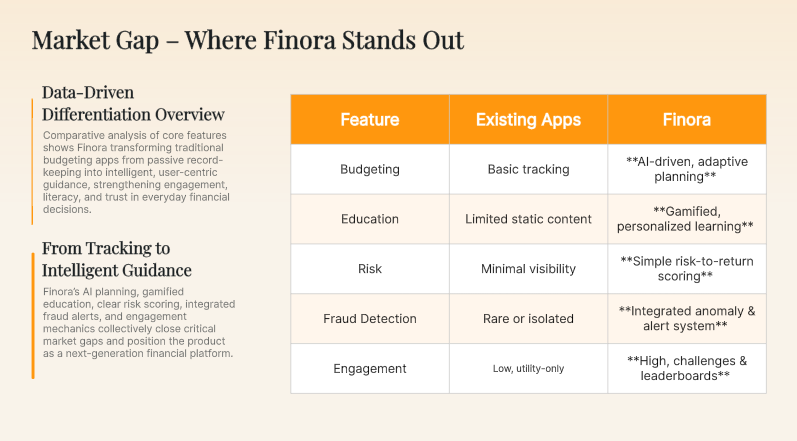 Market Gap – Where Finora Stands Out
Data-Driven
Differentiation Overview
Comparative analysis of core features
shows Finora transforming traditional
budgeting apps from passive record-
keeping into intelligent, user-centric
guidance, strengthening engagement,
literacy, and trust in everyday financial
decisions.
From Tracking to
Intelligent Guidance
Finora's AI planning, gamified
education, clear risk scoring, integrated
fraud alerts, and engagement
mechanics collectively close critical
market gaps and position the product
as a next-generation financial platform.
Feature Existing Apps Finora
Budgeting Basic tracking **AI-driven, adaptive
planning**
Education Limited static content **Gamified,
personalized learning**
Risk Minimal visibility **Simple risk-to-return
scoring**
Fraud Detection Rare or isolated **Integrated anomaly &
alert system**
Engagement Low, utility-only **High, challenges &
leaderboards**